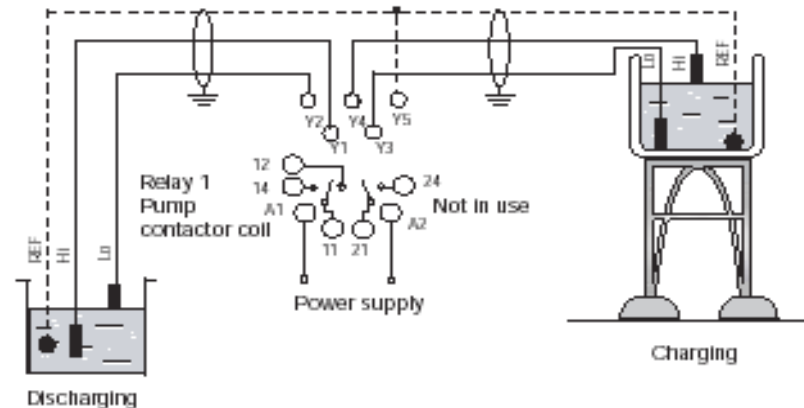 Lo
HI
REF
Y2
Y1
Y4
Y3
Y5
12
14
A1
11
21
24
A2
Relay 1
Pump
contactor coil
Not in use
Power supply
REF
HI
Lo
Discharging
Charging